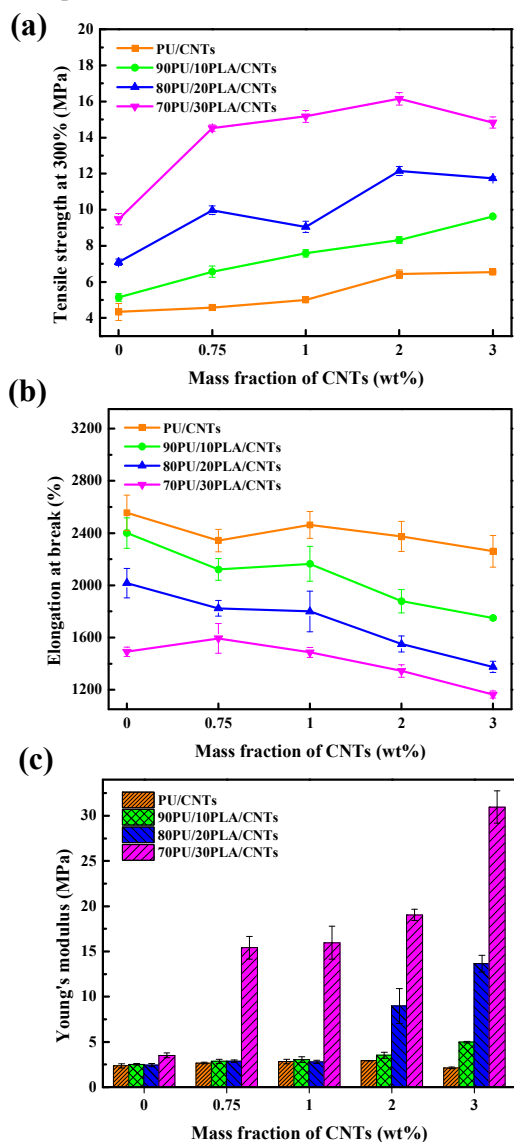 (a)
20
18
16
14
12
10
8
6
4
Tensile strength at 300% (MPa)
PU/CNTs
90PU/10PLA/CNTs
80PU/20PLA/CNTs
70PU/30PLA/CNTs
0 0.75 1 2 3
Mass fraction of CNTs (wt%)
(b)
3200
2800
2400
2000
1600
1200
Elongation at break (%)
PU/CNTs
90PU/10PLA/CNTs
80PU/20PLA/CNTs
70PU/30PLA/CNTs
0 0.75 1 2 3
Mass fraction of CNTs (wt%)
(c)
30
25
20
15
10
5
0
Young's modulus (MPa)
PU/CNTs
90PU/10PLA/CNTs
80PU/20PLA/CNTs
70PU/30PLA/CNTs
0 0.75 1 2 3
Mass fraction of CNTs (wt%)